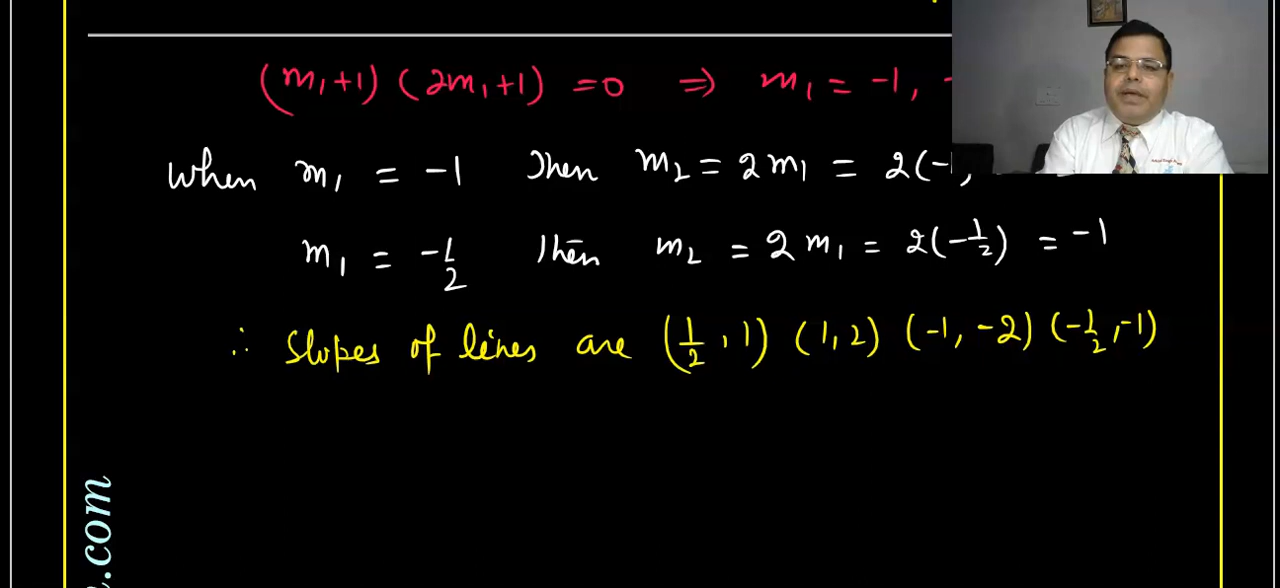 (m₁+1) (2m₁+1) =0 ⇒ m₁ = -1, -
When m₁ = -1 Then m₂ = 2m₁ = 2(-1,
m₁ = -1/2 Then m₂ = 2m₁ = 2(-1/2) = -1
∴ Slopes of lines are (1/2, 1) (1, 2) (-1, -2) (-1/2, -1)
.com